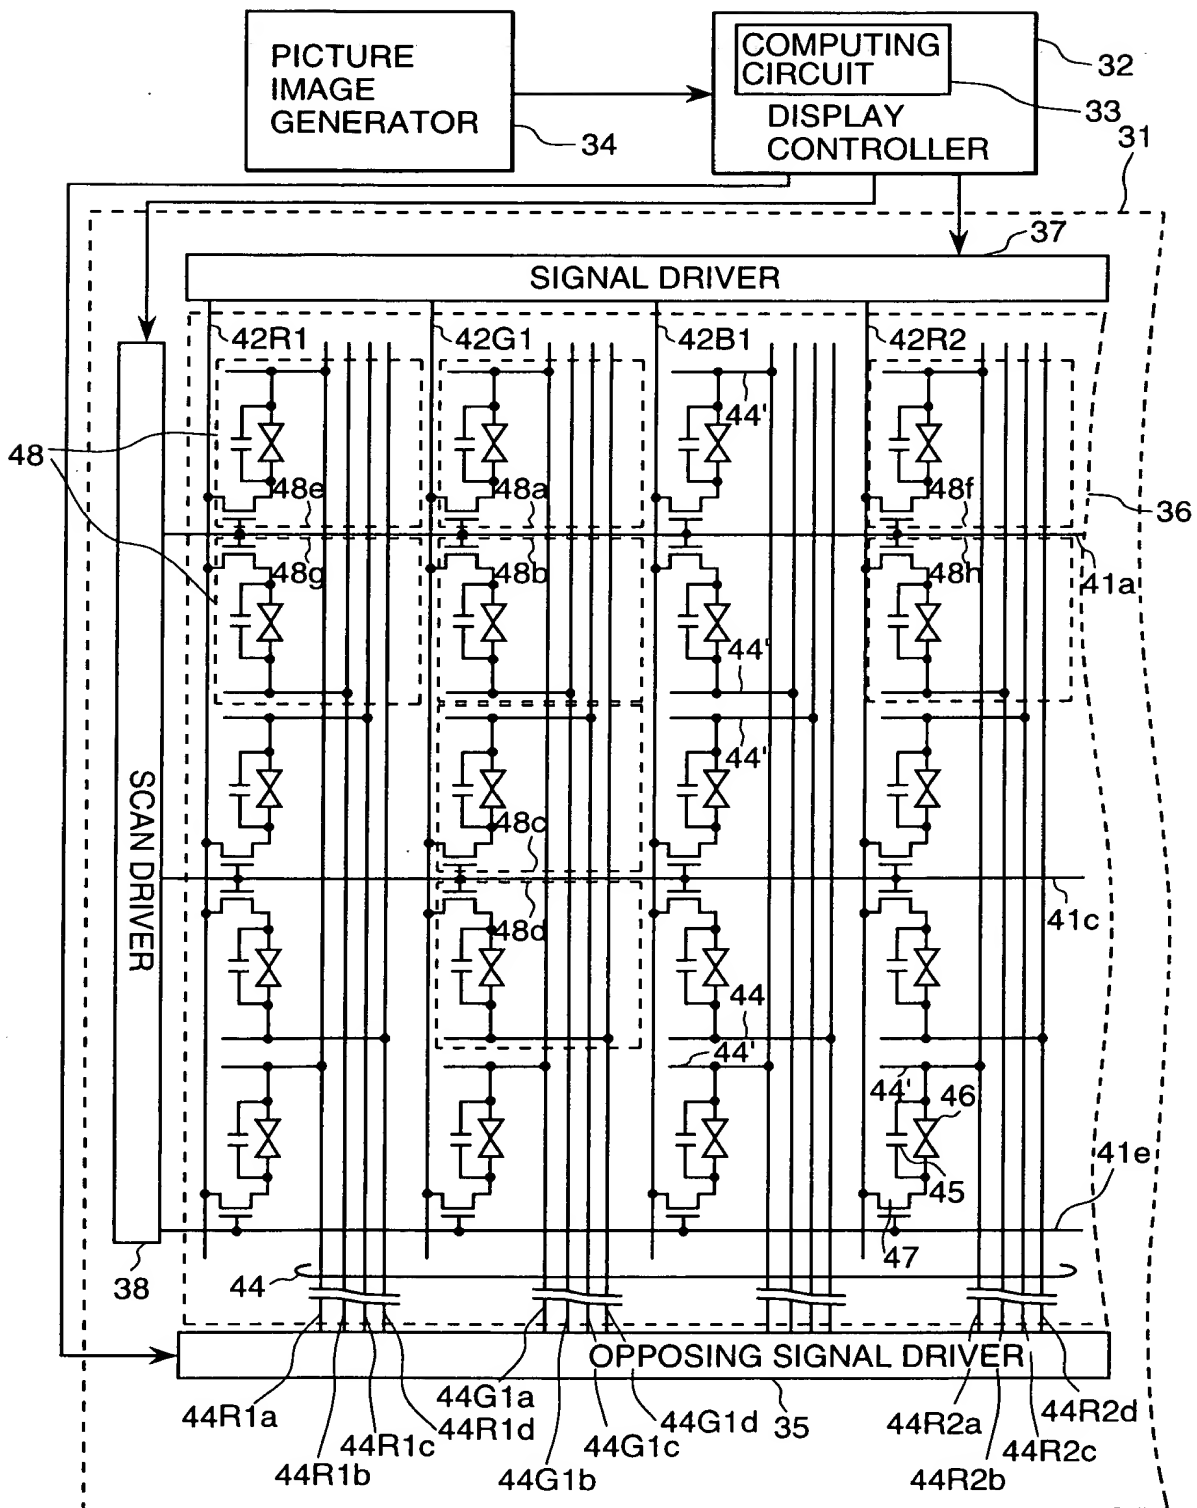 PICTURE
IMAGE
GENERATOR
34
COMPUTING
CIRCUIT
DISPLAY
CONTROLLER
32
33
31
37
SIGNAL DRIVER
42R1
42G1
42B1
42R2
44'
48
48e
48a
48f
36
48g
48b
48h
41a
44'
44'
SCAN DRIVER
48c
48d
41c
44
44'
44'
46
45
41e
47
38
44
OPPOSING SIGNAL DRIVER
44R1a
44R1b
44R1c
44R1d
44G1a
44G1b
44G1c
44G1d
35
44R2a
44R2b
44R2c
44R2d